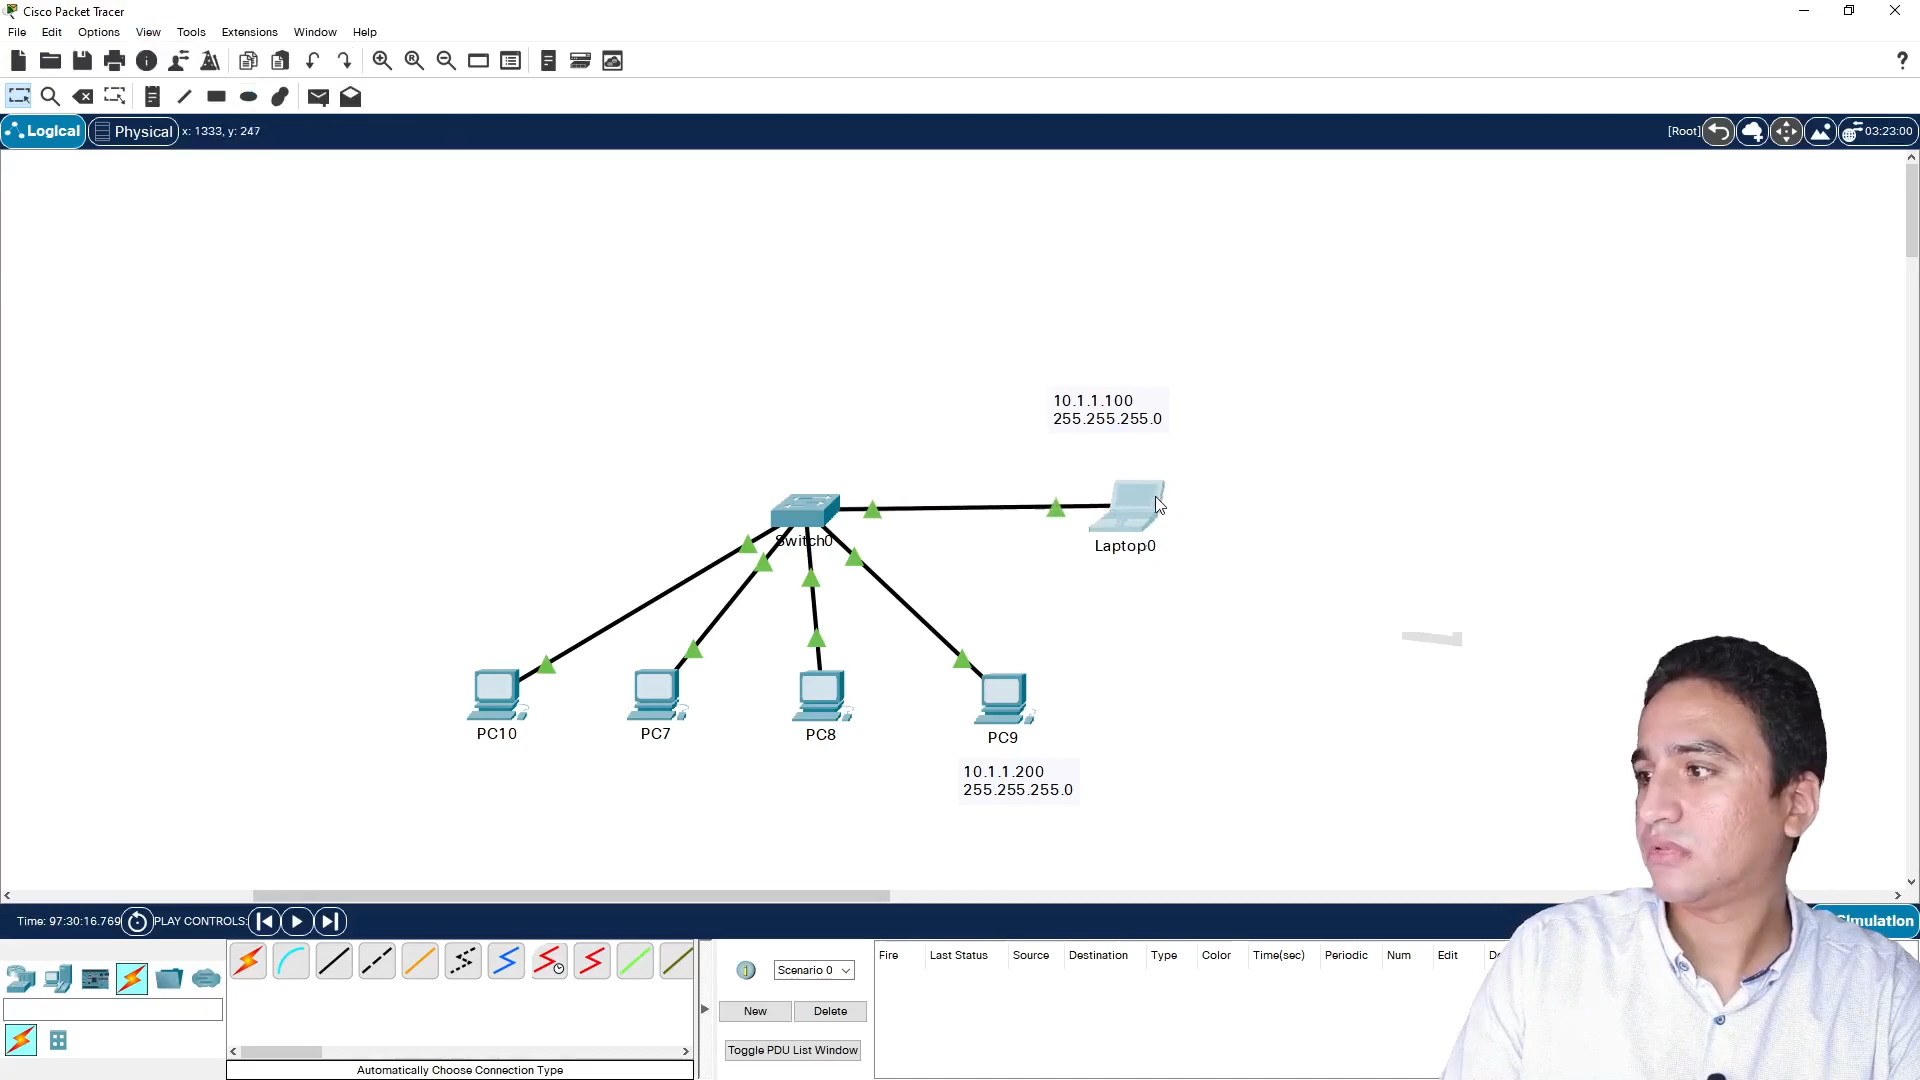 Cisco Packet Tracer
File Edit Options View Tools Extensions Window Help
?
Logical Physical x: 1333, y: 247 [Root] 03:23:00
10.1.1.100
255.255.255.0
Switch0
Laptop0
PC10 PC7 PC8 PC9
10.1.1.200
255.255.255.0
Time: 97:30:16.769 PLAY CONTROLS: Simulation
Fire Last Status Source Destination Type Color Time(sec) Periodic Num Edit
Scenario 0
New Delete
Toggle PDU List Window
Automatically Choose Connection Type